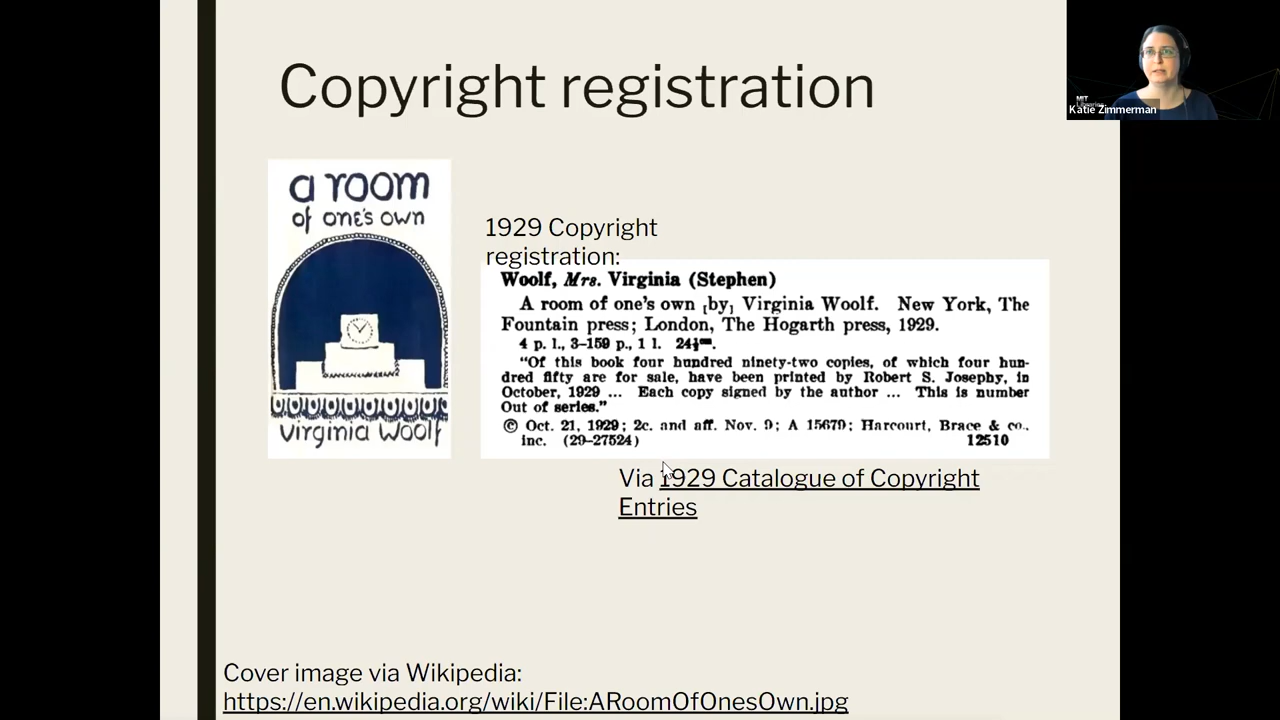 Copyright registration
MIT
Katie Zimmerman
a room
of one's own
virginia woolf
1929 Copyright
registration:
Woolf, Mrs. Virginia (Stephen)
A room of one's own [by] Virginia Woolf. New York, The
Fountain press; London, The Hogarth press, 1929.
4 p. l., 3-159 p., 1 l. 24½cm.
"Of this book four hundred ninety-two copies, of which four hun-
dred fifty are for sale, have been printed by Robert S. Josephy, in
October, 1929 ... Each copy signed by the author ... This is number
Out of series."
© Oct. 21, 1929; 2c. and aff. Nov. 9; A 15679; Harcourt, Brace & co.,
inc. (29-27524) 12510
Via 1929 Catalogue of Copyright
Entries
Cover image via Wikipedia:
https://en.wikipedia.org/wiki/File:ARoomOfOnesOwn.jpg